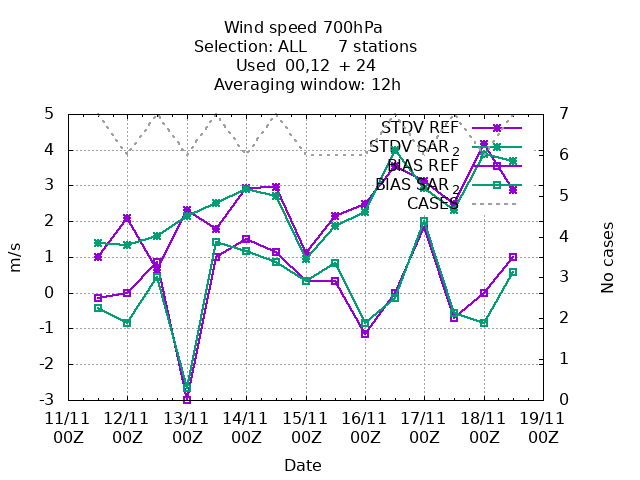 Wind speed 700hPa
Selection: ALL 7 stations
Used 00,12 + 24
Averaging window: 12h
5
4
3
2
1
0
-1
-2
-3
m/s
7
6
5
4
3
2
1
0
No cases
STDV REF
STDV SAR 2
BIAS REF
BIAS SAR 2
CASES
11/11 12/11 13/11 14/11 15/11 16/11 17/11 18/11 19/11
00Z 00Z 00Z 00Z 00Z 00Z 00Z 00Z 00Z
Date